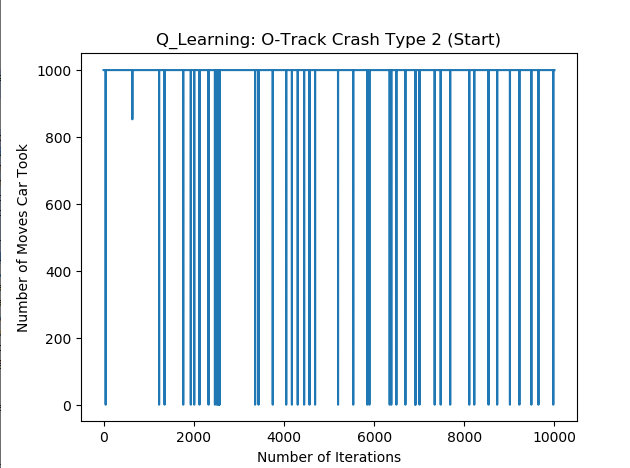 Q_Learning: O-Track Crash Type 2 (Start)
Number of Moves Car Took
1000
800
600
400
200
0
0 2000 4000 6000 8000 10000
Number of Iterations